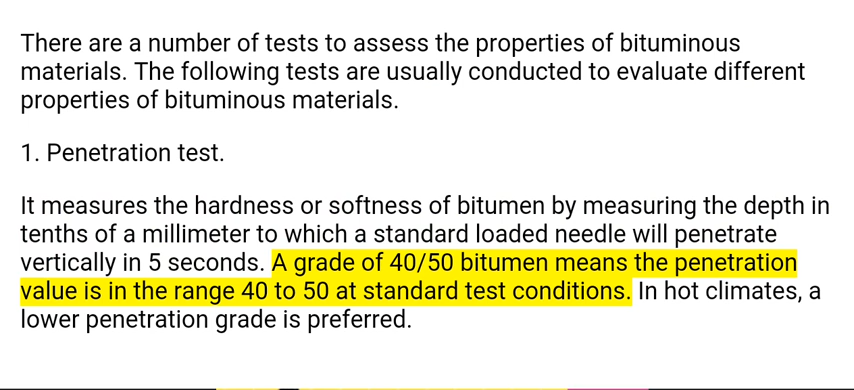 There are a number of tests to assess the properties of bituminous
materials. The following tests are usually conducted to evaluate different
properties of bituminous materials.
1. Penetration test.
It measures the hardness or softness of bitumen by measuring the depth in
tenths of a millimeter to which a standard loaded needle will penetrate
vertically in 5 seconds. A grade of 40/50 bitumen means the penetration
value is in the range 40 to 50 at standard test conditions. In hot climates, a
lower penetration grade is preferred.